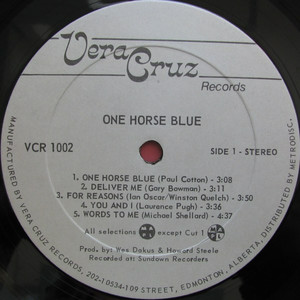 Vera Cruz
Records
ONE HORSE BLUE
VCR 1002
SIDE 1 - STEREO
1. ONE HORSE BLUE (Paul Cotton) - 3:08
2. DELIVER ME (Gary Bowman) - 3:11
3. FOR REASONS (Ian Oscar/Winston Quelch) - 3:50
4. YOU AND I (Laurence Pugh) - 3:46
5. WORDS TO ME (Michael Shellard) - 4:37
All selections except Cut 1
Prod. by: Wes Dakus & Howard Steele
Recorded at: Sundown Recorders
MANUFACTURED BY VERA CRUZ RECORDS, 202-10534-109 STREET, EDMONTON, ALBERTA, DISTRIBUTED BY METRODISC.